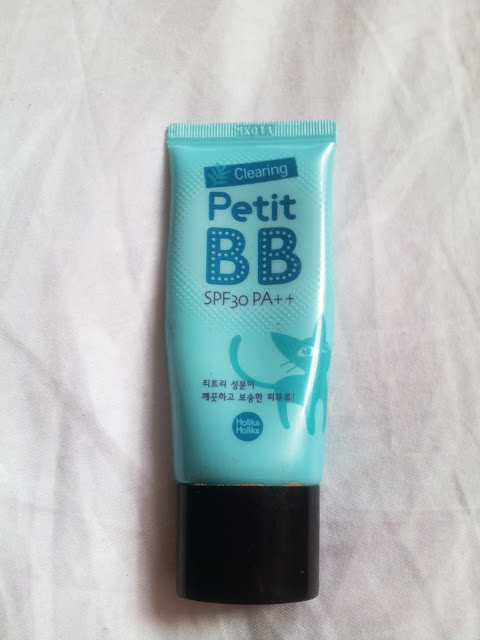 Clearing
Petit
BB
SPF30 PA++
티트리 성분이
깨끗하고 보송한 피부로!
Holika
Holika